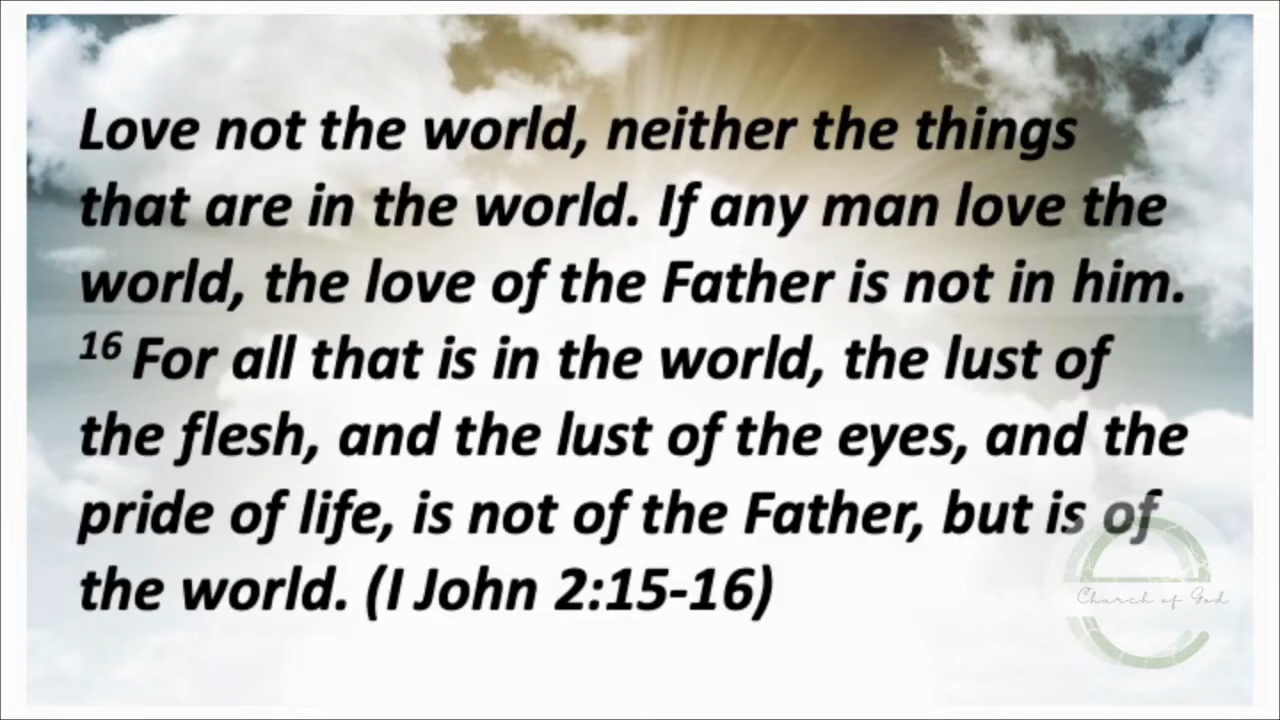 Love not the world, neither the things
that are in the world. If any man love the
world, the love of the Father is not in him.
16 For all that is in the world, the lust of
the flesh, and the lust of the eyes, and the
pride of life, is not of the Father, but is of
the world. (I John 2:15-16)
Church of God